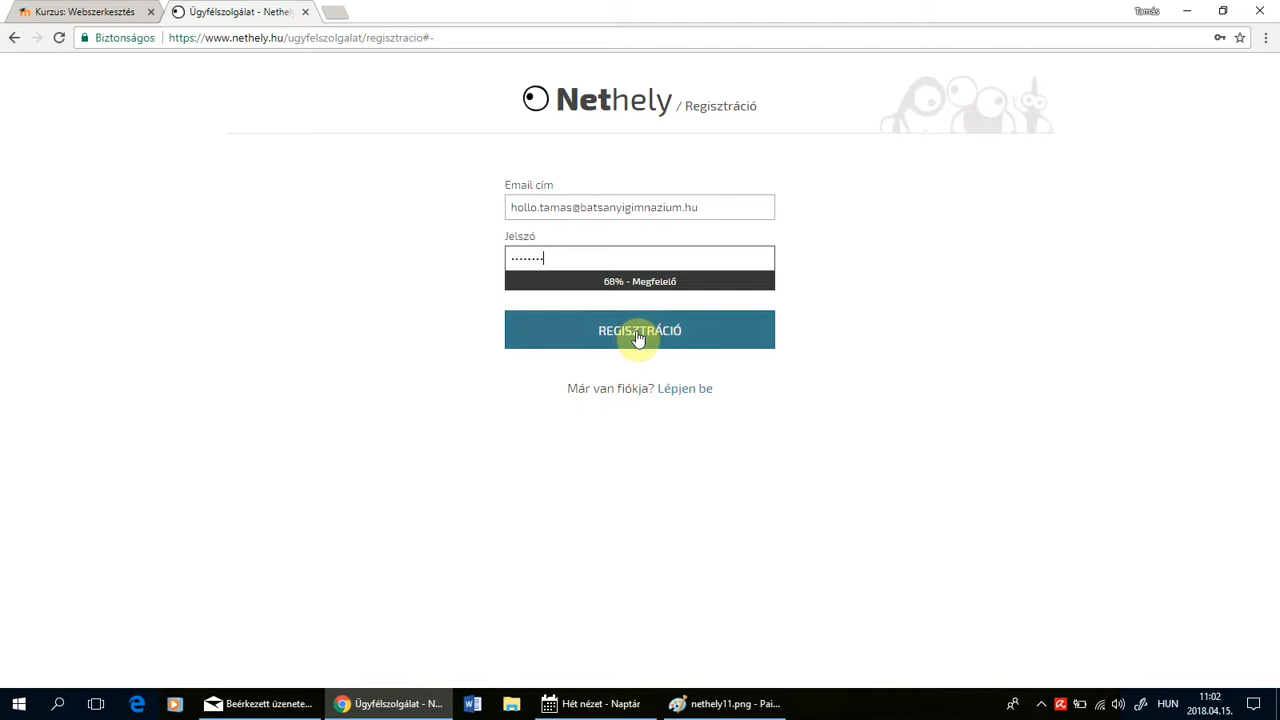 Kurzus: Webszerkesztés
Ügyfélszolgálat - Nethely
Tamás
Biztonságos
https://www.nethely.hu/ugyfelszolgalat/regisztracio#-
Nethely / Regisztráció
Email cím
hollo.tamas@batsanyigimnazium.hu
Jelszó
68% - Megfelelő
REGISZTRÁCIÓ
Már van fiókja? Lépjen be
Beérkezett üzenete...
Ügyfélszolgálat - N...
Hét nézet - Naptár
nethely11.png - Pai...
HUN
11:02
2018.04.15.